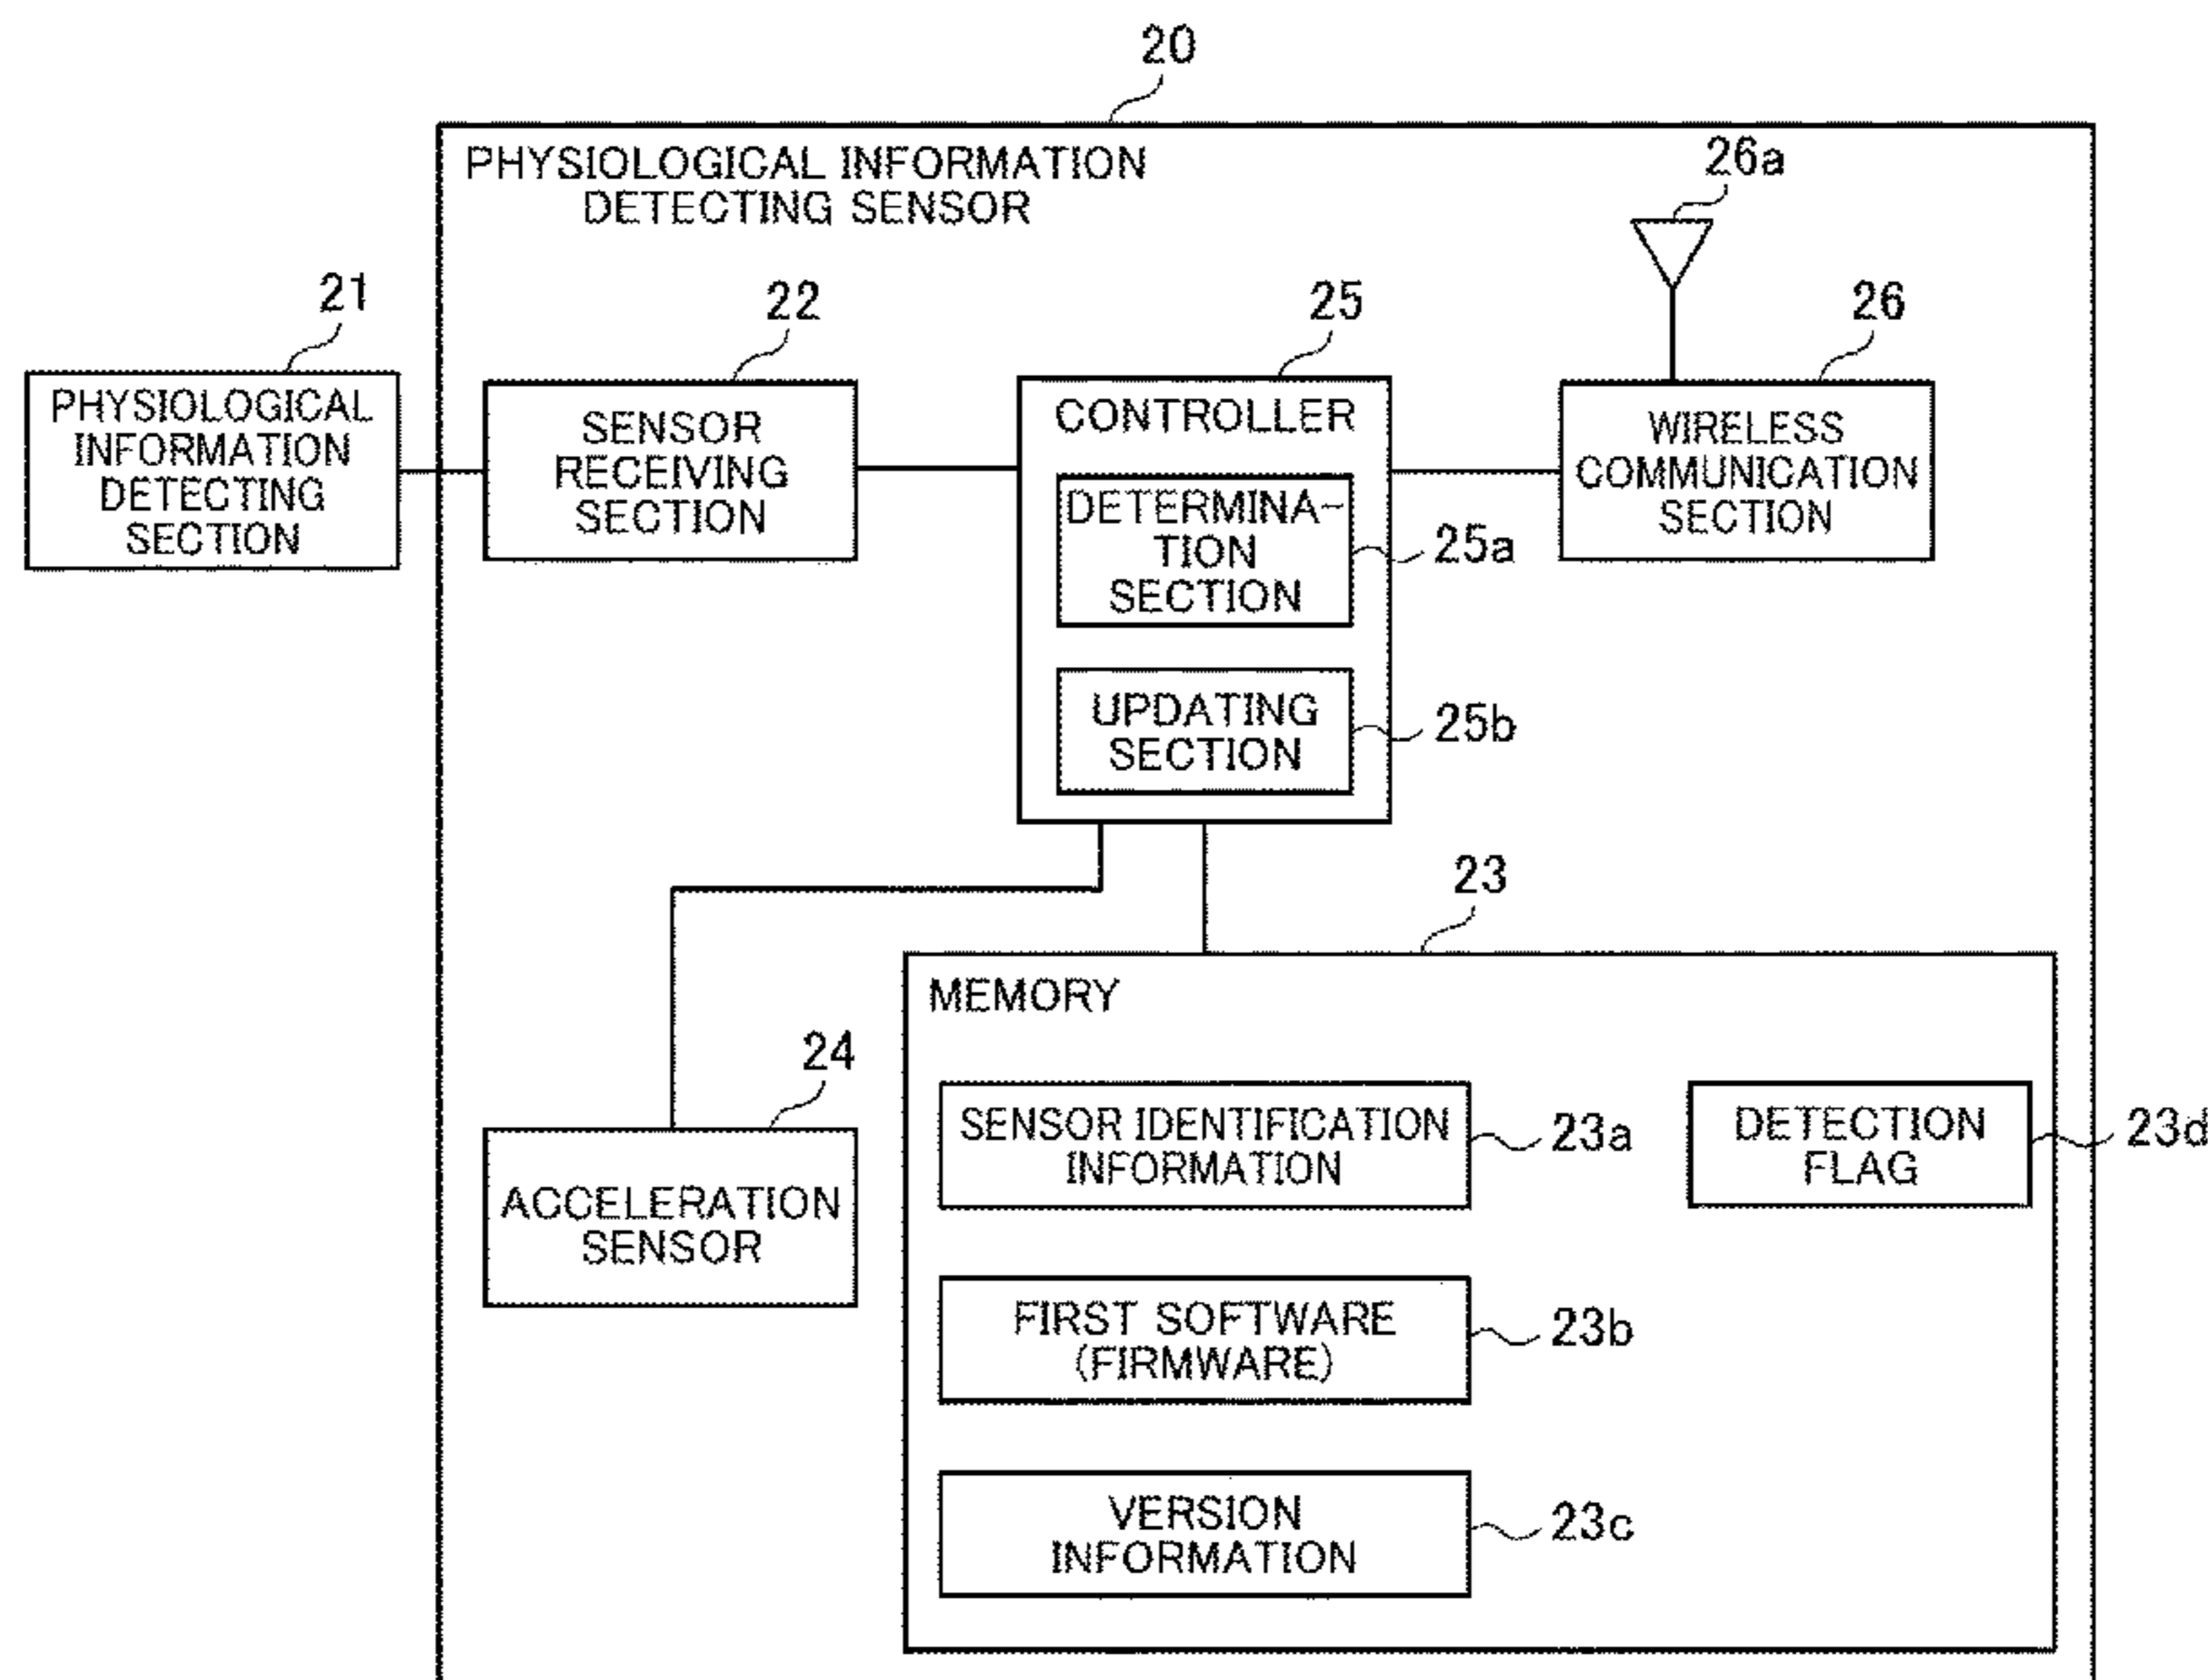 20
PHYSIOLOGICAL INFORMATION
DETECTING SENSOR
26a
21
22
25
26
PHYSIOLOGICAL
INFORMATION
DETECTING
SECTION
SENSOR
RECEIVING
SECTION
CONTROLLER
DETERMINA-
TION
SECTION
25a
UPDATING
SECTION
25b
WIRELESS
COMMUNICATION
SECTION
23
MEMORY
24
ACCELERATION
SENSOR
SENSOR IDENTIFICATION
INFORMATION
23a
DETECTION
FLAG
23d
FIRST SOFTWARE
(FIRMWARE)
23b
VERSION
INFORMATION
23c